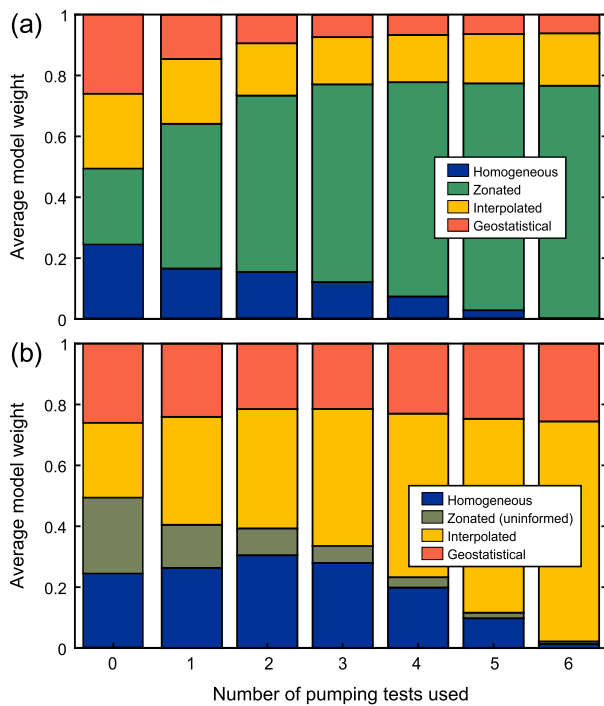 (a)
1
0.8
0.6
0.4
0.2
0
Average model weight
Homogeneous
Zonated
Interpolated
Geostatistical
(b)
1
0.8
0.6
0.4
0.2
0
Average model weight
Homogeneous
Zonated (uninformed)
Interpolated
Geostatistical
0 1 2 3 4 5 6
Number of pumping tests used